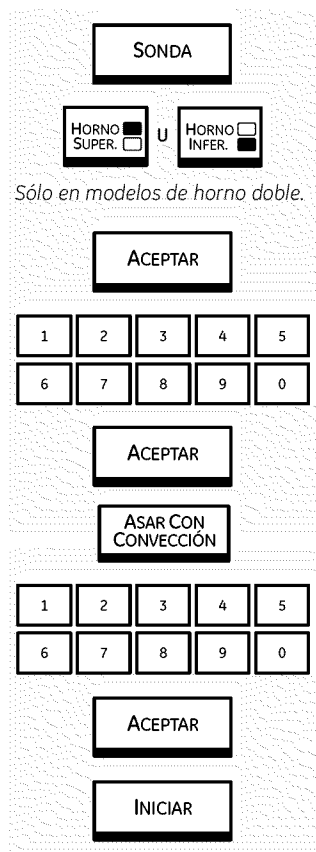 SONDA
HORNO SUPER. U HORNO INFER.
Sólo en modelos de horno doble.
ACEPTAR
1 2 3 4 5
6 7 8 9 0
ACEPTAR
ASAR CON
CONVECCIÓN
1 2 3 4 5
6 7 8 9 0
ACEPTAR
INICIAR